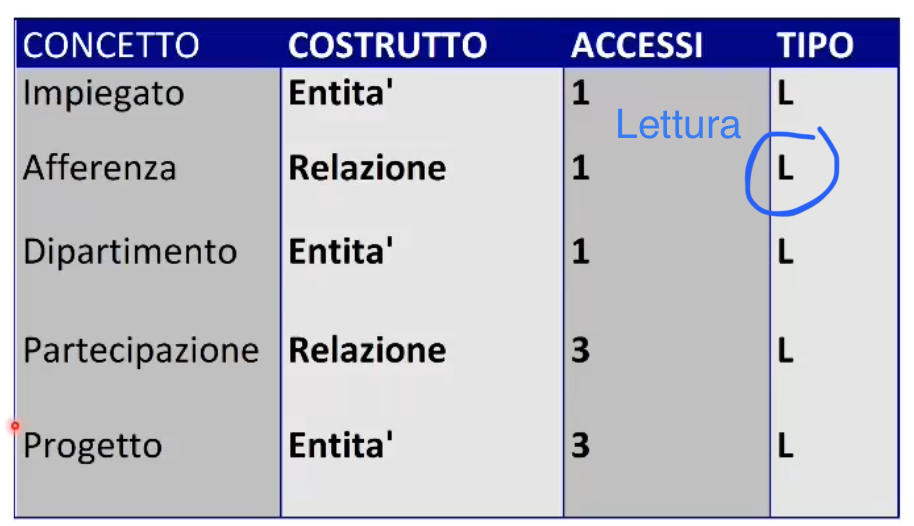 CONCETTO COSTRUTTO ACCESSI TIPO
Impiegato Entita' 1 L
Lettura
Afferenza Relazione 1 L
Dipartimento Entita' 1 L
Partecipazione Relazione 3 L
Progetto Entita' 3 L